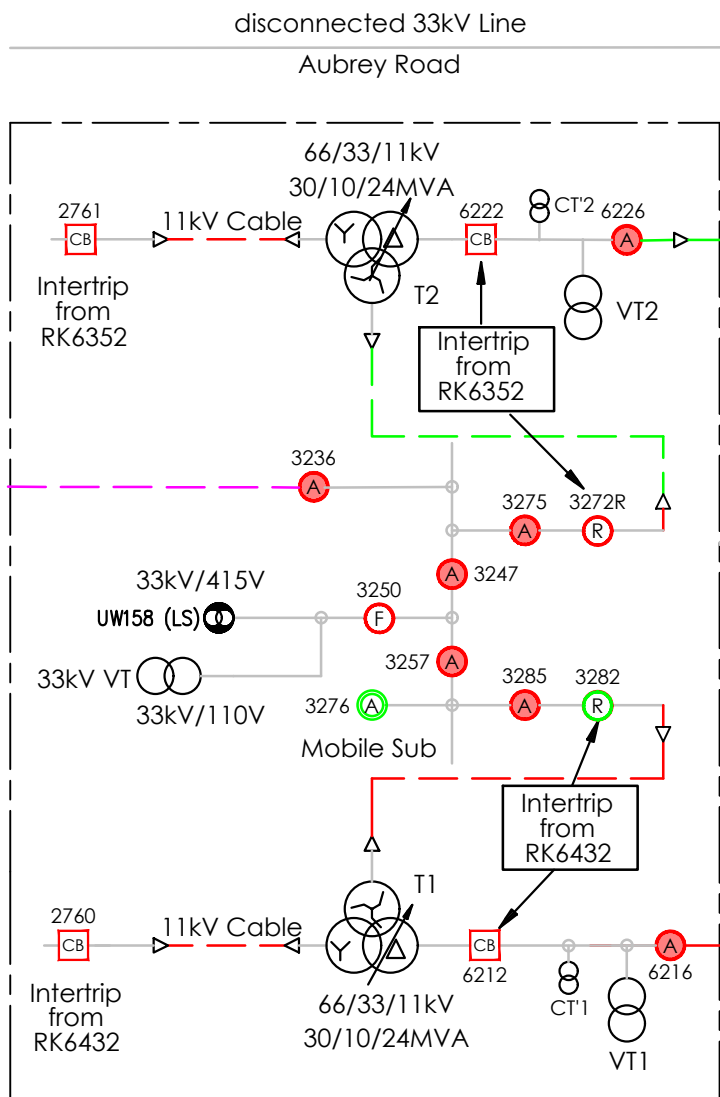 disconnected 33kV Line
Aubrey Road
66/33/11kV
30/10/24MVA
2761
11kV Cable
6222
CT'2
6226
CB
CB
A
Intertrip
from
RK6352
T2
VT2
Intertrip
from
RK6352
3236
A
3275
3272R
A
R
3247
A
33kV/415V
3250
UW158 (LS)
F
3257
A
33kV VT
33kV/110V
3285
3282
3276
A
A
R
Mobile Sub
Intertrip
from
RK6432
T1
2760
11kV Cable
CB
CB
A
6212
6216
CT'1
Intertrip
from
RK6432
66/33/11kV
30/10/24MVA
VT1